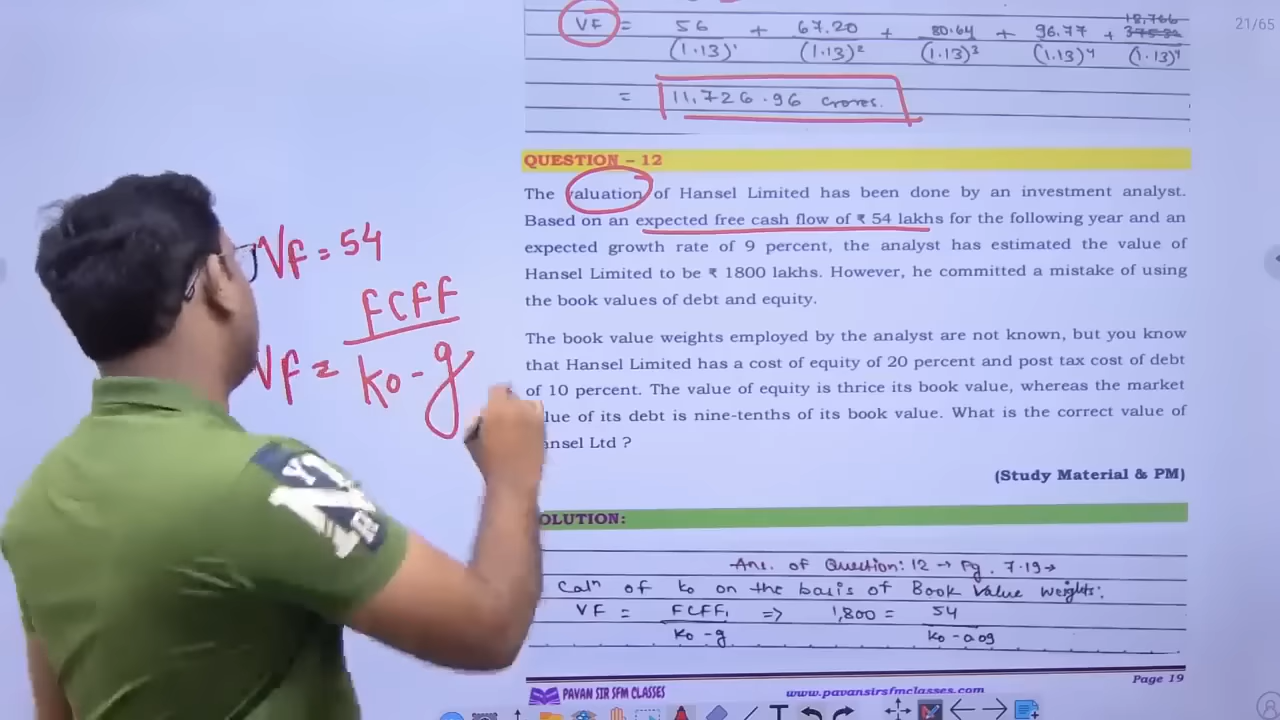 21/65
VF = 56 + 67.20 + 80.64 + 96.77 + 18,766 375.32
(1.13)¹ (1.13)² (1.13)³ (1.13)⁴ (1.13)⁴
= 11,726.96 crores.
QUESTION – 12
The valuation of Hansel Limited has been done by an investment analyst.
Based on an expected free cash flow of ₹ 54 lakhs for the following year and an
expected growth rate of 9 percent, the analyst has estimated the value of
Hansel Limited to be ₹ 1800 lakhs. However, he committed a mistake of using
the book values of debt and equity.
The book value weights employed by the analyst are not known, but you know
that Hansel Limited has a cost of equity of 20 percent and post tax cost of debt
of 10 percent. The value of equity is thrice its book value, whereas the market
alue of its debt is nine-tenths of its book value. What is the correct value of
ansel Ltd ?
(Study Material & PM)
Vf = 54
Vf = FCFF
Ko - g
OLUTION:
Ans. of Question: 12 → Pg. 7.19→
Calⁿ of Ko on the basis of Book Value Weights:
VF = FCFF₁ => 1,800 = 54
Ko - g Ko - 0.09
Page 19
PAVAN SIR SFM CLASSES
www.pavansirsfmclasses.com
NY